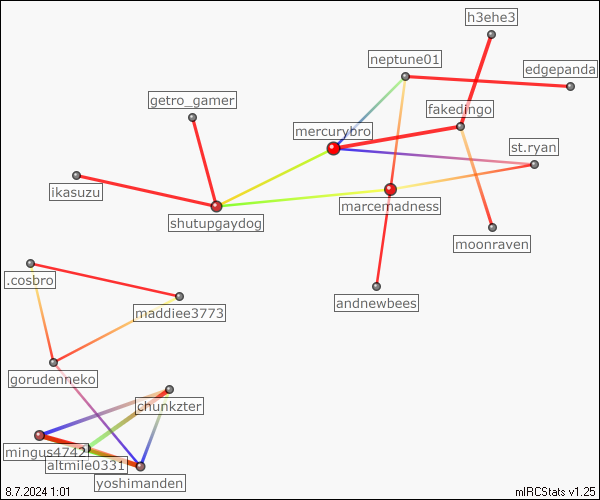 h3ehe3
neptune01
edgepanda
getro_gamer
fakedingo
mercurybro
st.ryan
ikasuzu
marcemadness
shutupgaydog
moonraven
.cosbro
andnewbees
maddiee3773
gorudenneko
chunkzter
mingus4742
altmile0331
yoshimanden
8.7.2024 1:01
mIRCStats v1.25